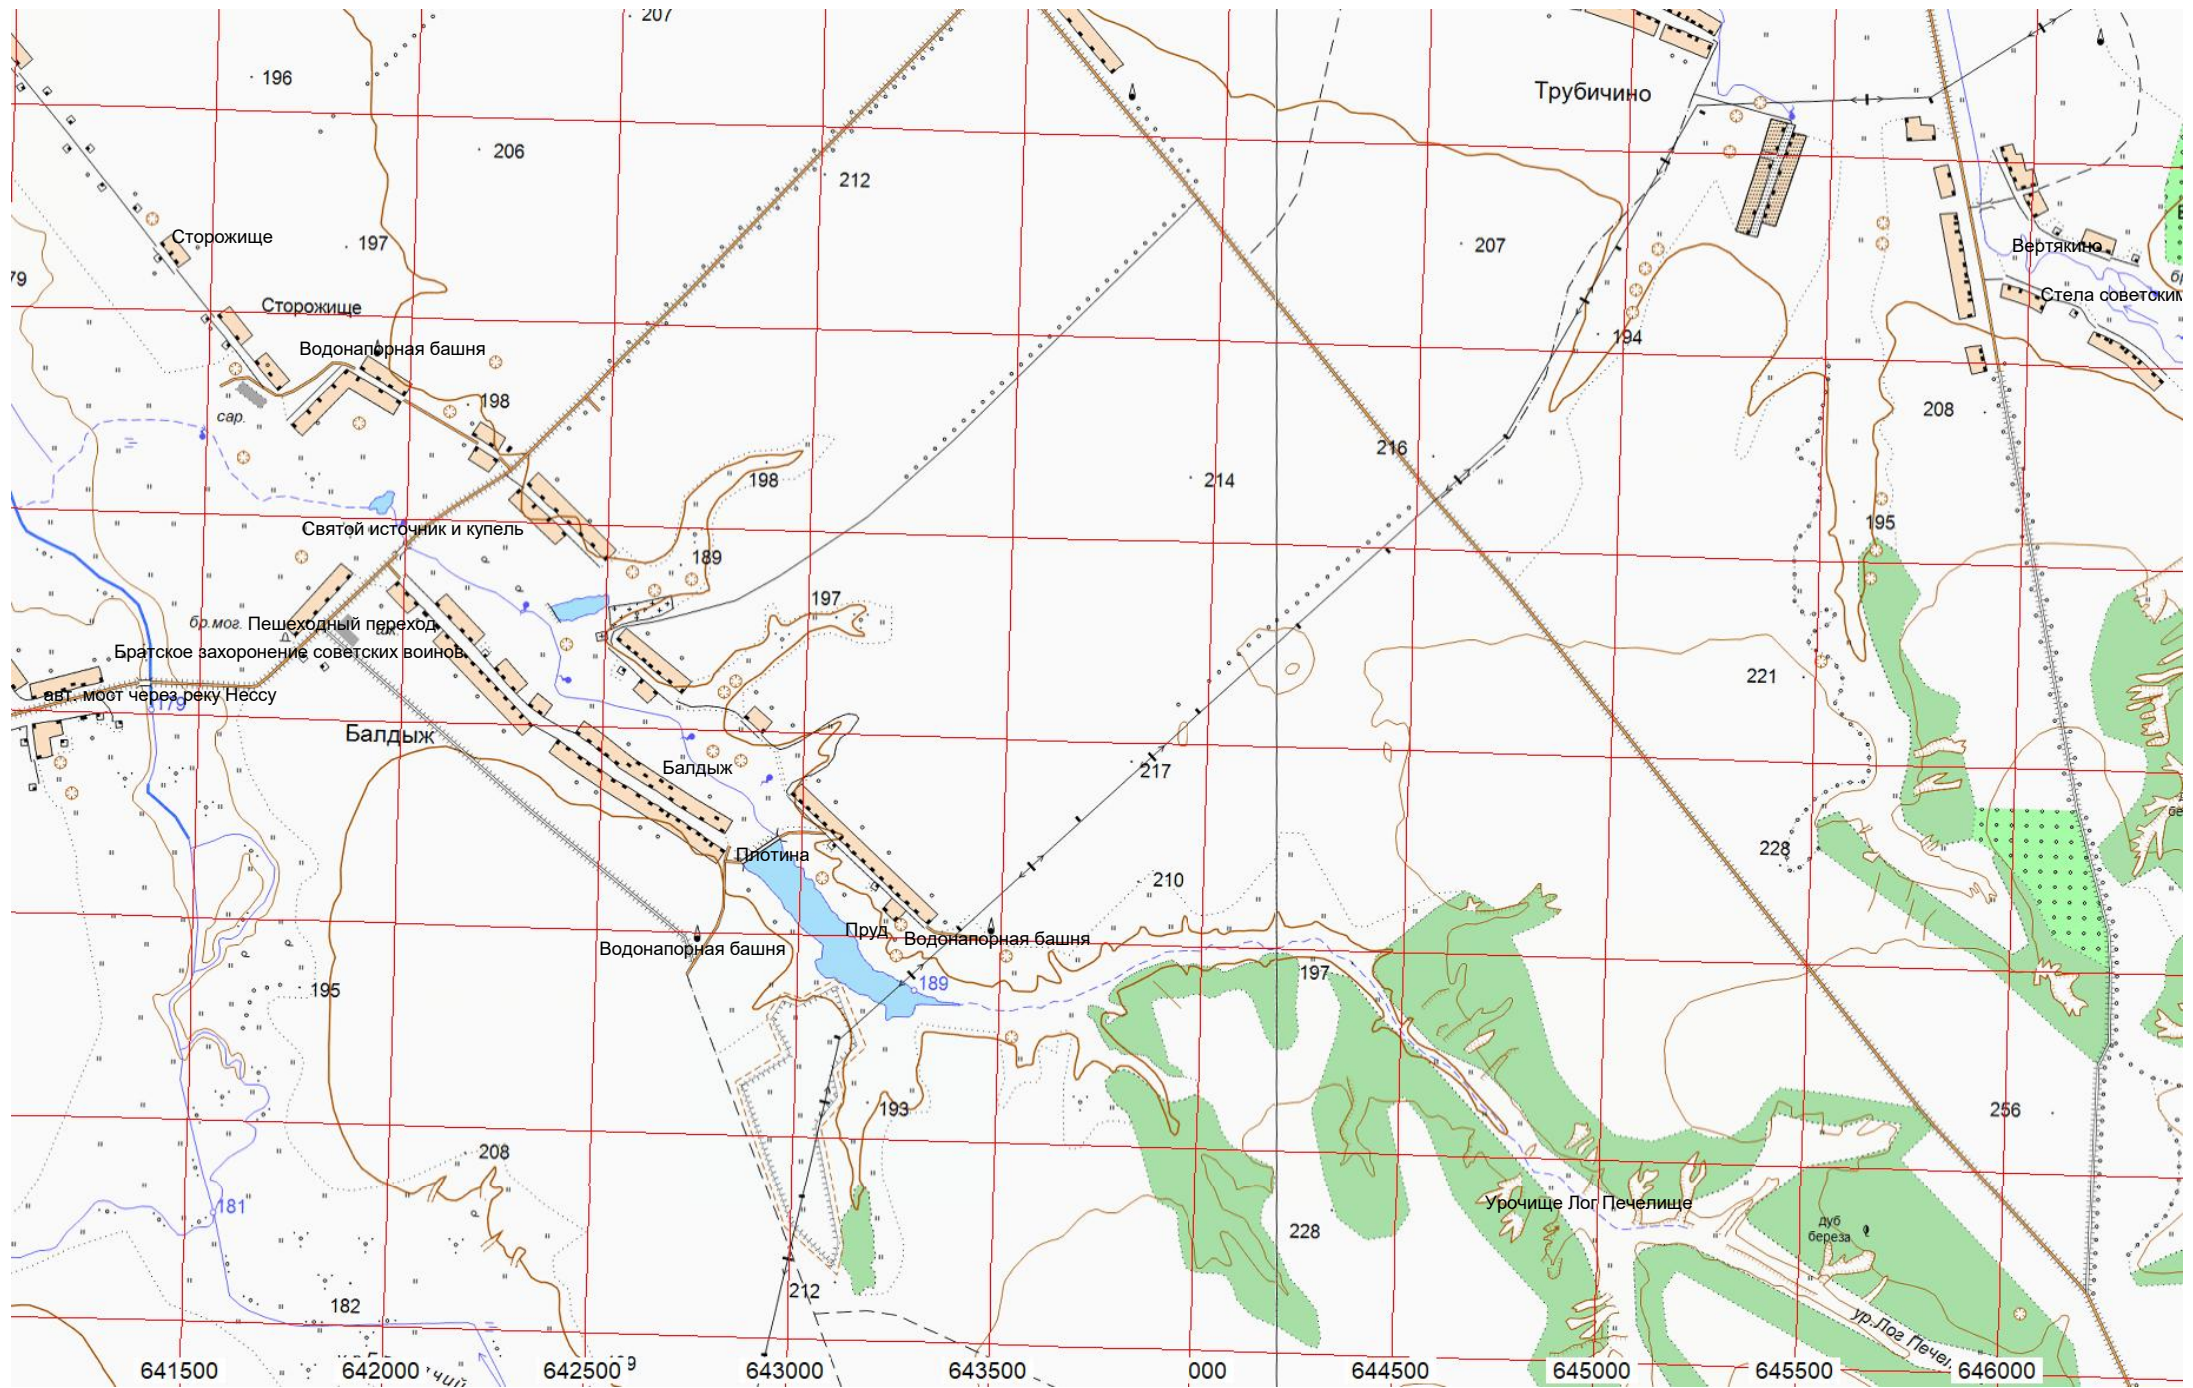 207
196
Трубичино
206
212
Сторожище
197
207
Вертякино
79
бр
Стела советским
Сторожище
194
Водонапорная башня
198
208
сар.
216
198
214
195
Святой источник и купель
189
197
бр.мог.
Пешеходный переход
Братское захоронение советских воинов
221
авт. мост через реку Нессу
179
Балдыж
Балдыж
217
бе
Плотина
228
210
Пруд
Водонапорная башня
Водонапорная башня
197
189
195
193
256
208
181
Урочище Лог Печелище
дуб
береза
228
212
182
ур.Лог Печел
9
641500 642000 642500 643000 643500 000 644500 645000 645500 646000